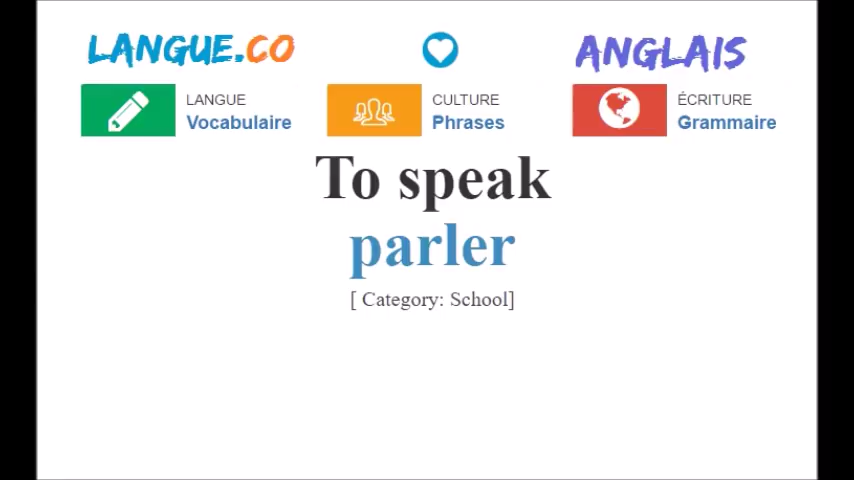 LANGUE.CO
ANGLAIS
LANGUE
Vocabulaire
CULTURE
Phrases
ÉCRITURE
Grammaire
To speak
parler
[ Category: School]